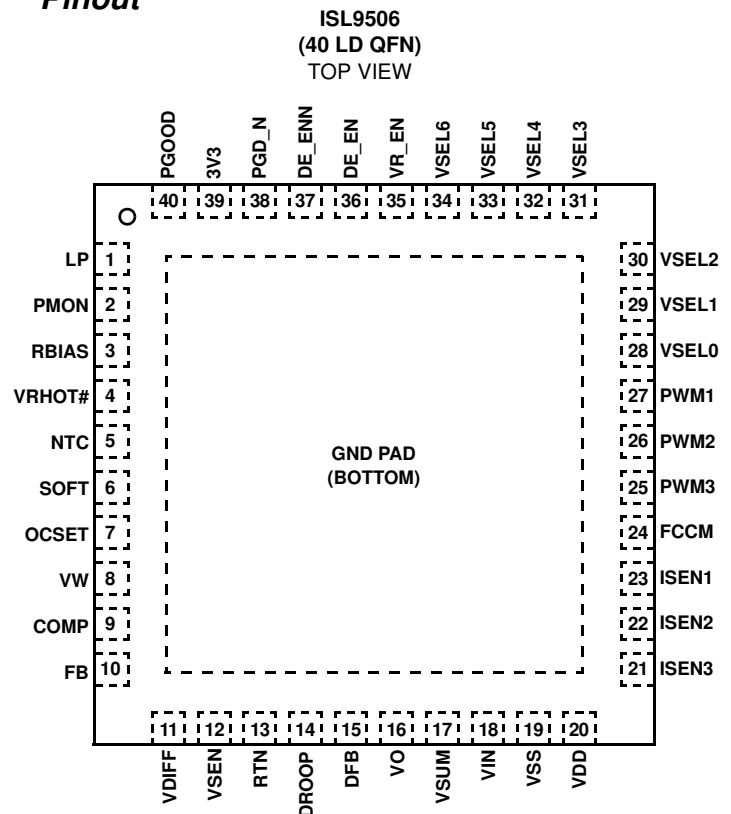 Pinout
ISL9506
(40 LD QFN)
TOP VIEW
PGOOD
3V3
PGD_N
DE_ENN
DE_EN
VR_EN
VSEL6
VSEL5
VSEL4
VSEL3
40 39 38 37 36 35 34 33 32 31
LP 1
PMON 2
RBIAS 3
VRHOT# 4
NTC 5
SOFT 6
OCSET 7
VW 8
COMP 9
FB 10
GND PAD
(BOTTOM)
30 VSEL2
29 VSEL1
28 VSEL0
27 PWM1
26 PWM2
25 PWM3
24 FCCM
23 ISEN1
22 ISEN2
21 ISEN3
11 12 13 14 15 16 17 18 19 20
VDIFF
VSEN
RTN
DROOP
DFB
VO
VSUM
VIN
VSS
VDD